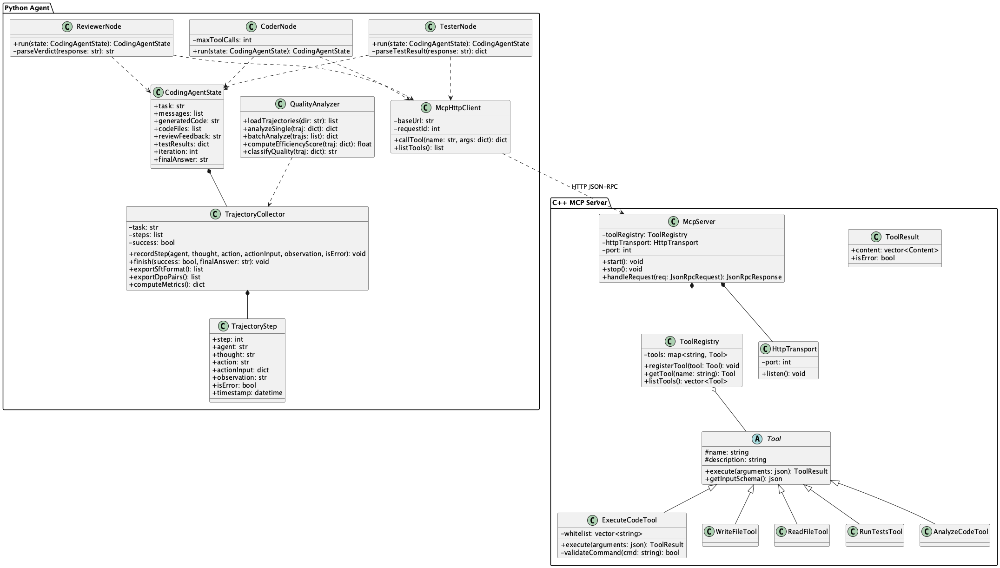 Python Agent
C ReviewerNode
+run(state: CodingAgentState): CodingAgentState
-parseVerdict(response: str): str
C CoderNode
-maxToolCalls: int
+run(state: CodingAgentState): CodingAgentState
C TesterNode
+run(state: CodingAgentState): CodingAgentState
-parseTestResult(response: str): dict
C CodingAgentState
+task: str
+messages: list
+generatedCode: str
+codeFiles: list
+reviewFeedback: str
+testResults: dict
+iteration: int
+finalAnswer: str
C QualityAnalyzer
+loadTrajectories(dir: str): list
+analyzeSingle(traj: dict): dict
+batchAnalyze(trajs: list): dict
+computeEfficiencyScore(traj: dict): float
+classifyQuality(traj: dict): str
C McpHttpClient
-baseUrl: str
-requestId: int
+callTool(name: str, args: dict): dict
+listTools(): list
HTTP JSON-RPC
C TrajectoryCollector
-task: str
-steps: list
-success: bool
+recordStep(agent, thought, action, actionInput, observation, isError): void
+finish(success: bool, finalAnswer: str): void
+exportSftFormat(): list
+exportDpoPairs(): list
+computeMetrics(): dict
C TrajectoryStep
+step: int
+agent: str
+thought: str
+action: str
+actionInput: dict
+observation: str
+isError: bool
+timestamp: datetime
C++ MCP Server
C McpServer
-toolRegistry: ToolRegistry
-httpTransport: HttpTransport
-port: int
+start(): void
+stop(): void
+handleRequest(req: JsonRpcRequest): JsonRpcResponse
C ToolResult
+content: vector<Content>
+isError: bool
C ToolRegistry
-tools: map<string, Tool>
+registerTool(tool: Tool): void
+getTool(name: string): Tool
+listTools(): vector<Tool>
C HttpTransport
-port: int
+listen(): void
A Tool
#name: string
#description: string
+execute(arguments: json): ToolResult
+getInputSchema(): json
C ExecuteCodeTool
-whitelist: vector<string>
+execute(arguments: json): ToolResult
-validateCommand(cmd: string): bool
C WriteFileTool
C ReadFileTool
C RunTestsTool
C AnalyzeCodeTool